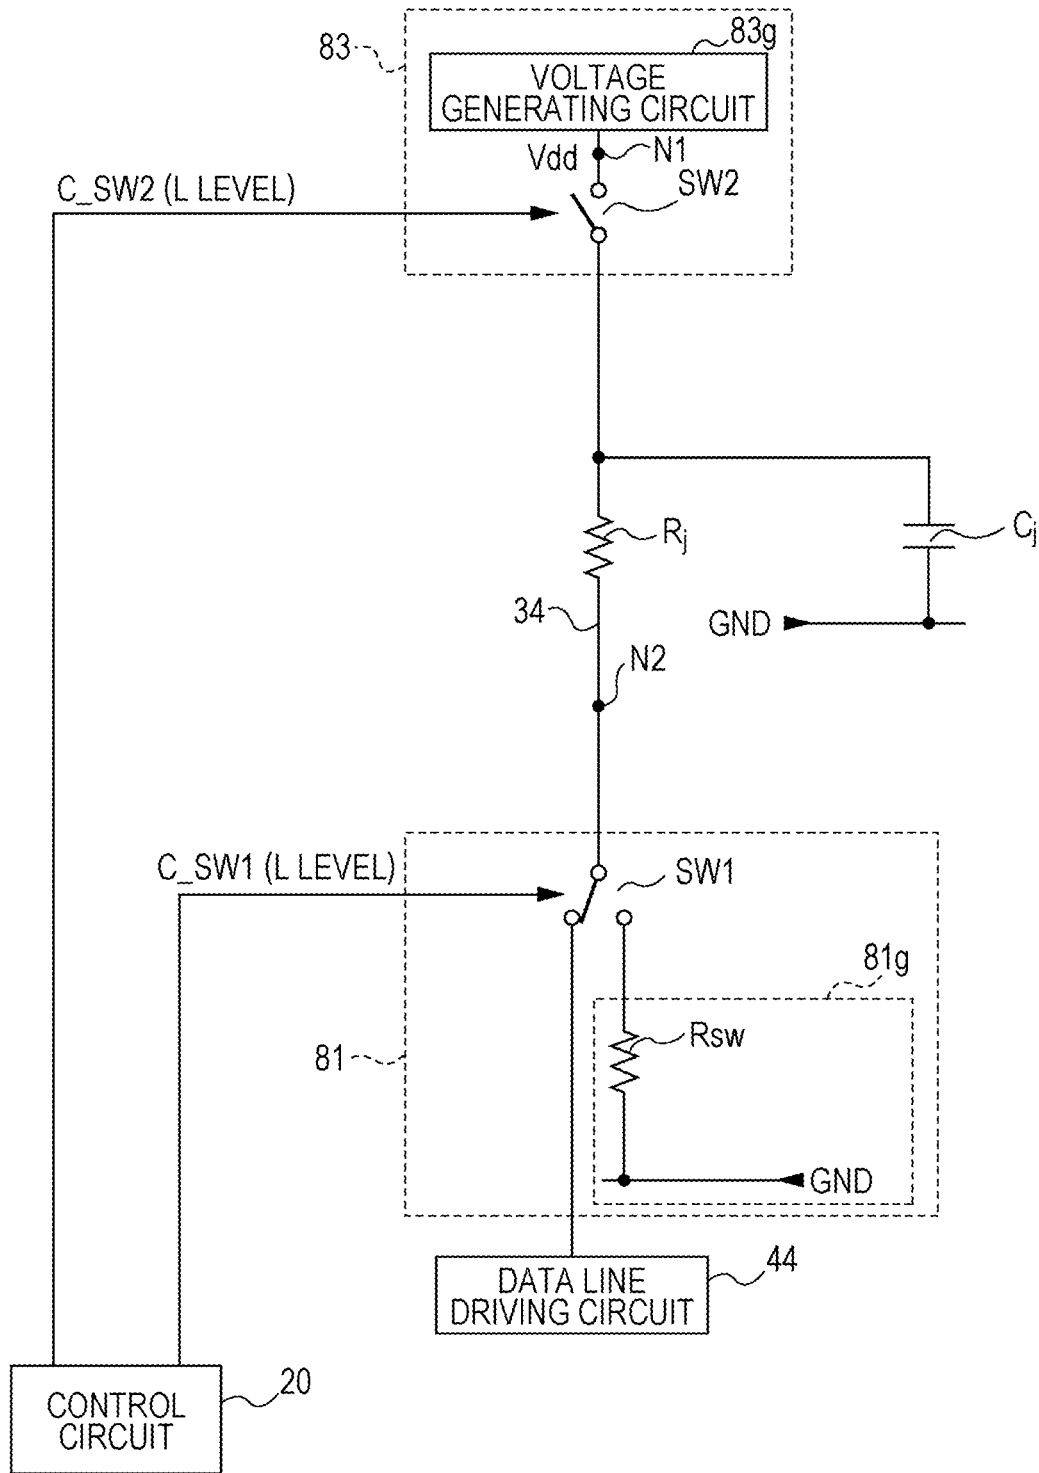 83
83g
VOLTAGE
GENERATING CIRCUIT
Vdd
N1
C_SW2 (L LEVEL)
SW2
Rj
Cj
34
GND
N2
C_SW1 (L LEVEL)
SW1
81g
81
Rsw
GND
44
DATA LINE
DRIVING CIRCUIT
20
CONTROL
CIRCUIT